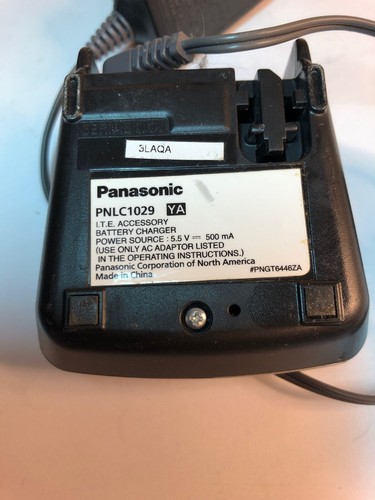 3LAQA
Panasonic
PNLC1029 YA
I.T.E. ACCESSORY
BATTERY CHARGER
POWER SOURCE : 5.5 V ⎓ 500 mA
(USE ONLY AC ADAPTOR LISTED
IN THE OPERATING INSTRUCTIONS.)
Panasonic Corporation of North America
Made in China #PNGT6446ZA